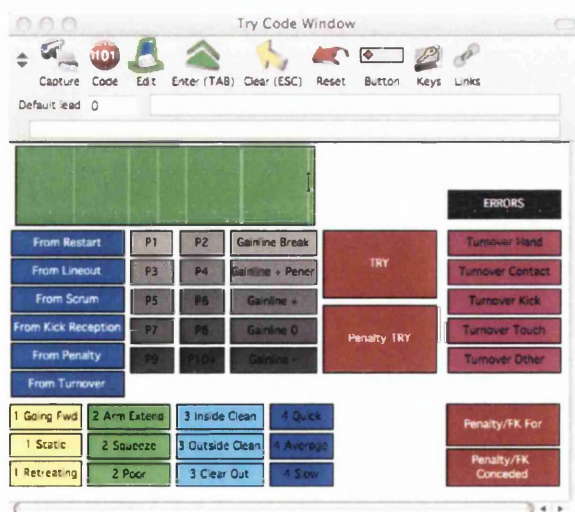 Try Code Window
Capture Code Edit Enter (TAB) Clear (ESC) Reset Button Keys Links
Default lead 0
ERRORS
From Restart P1 P2 Gainline Break TRY Turnover Hand
From Lineout P3 P4 Gainline + Pener Turnover Contact
From Scrum P5 P6 Gainline + Turnover Kick
From Kick Reception P7 P8 Gainline 0 Penalty TRY Turnover Touch
From Penalty P9 P10+ Gainline - Turnover Other
From Turnover
1 Going Fwd 2 Arm Extend 3 Inside Clean 4 Quick Penalty/FK For
1 Static 2 Squeeze 3 Outside Clean 4 Average
1 Retreating 2 Poor 3 Clear Out 4 Slow Penalty/FK
Conceded